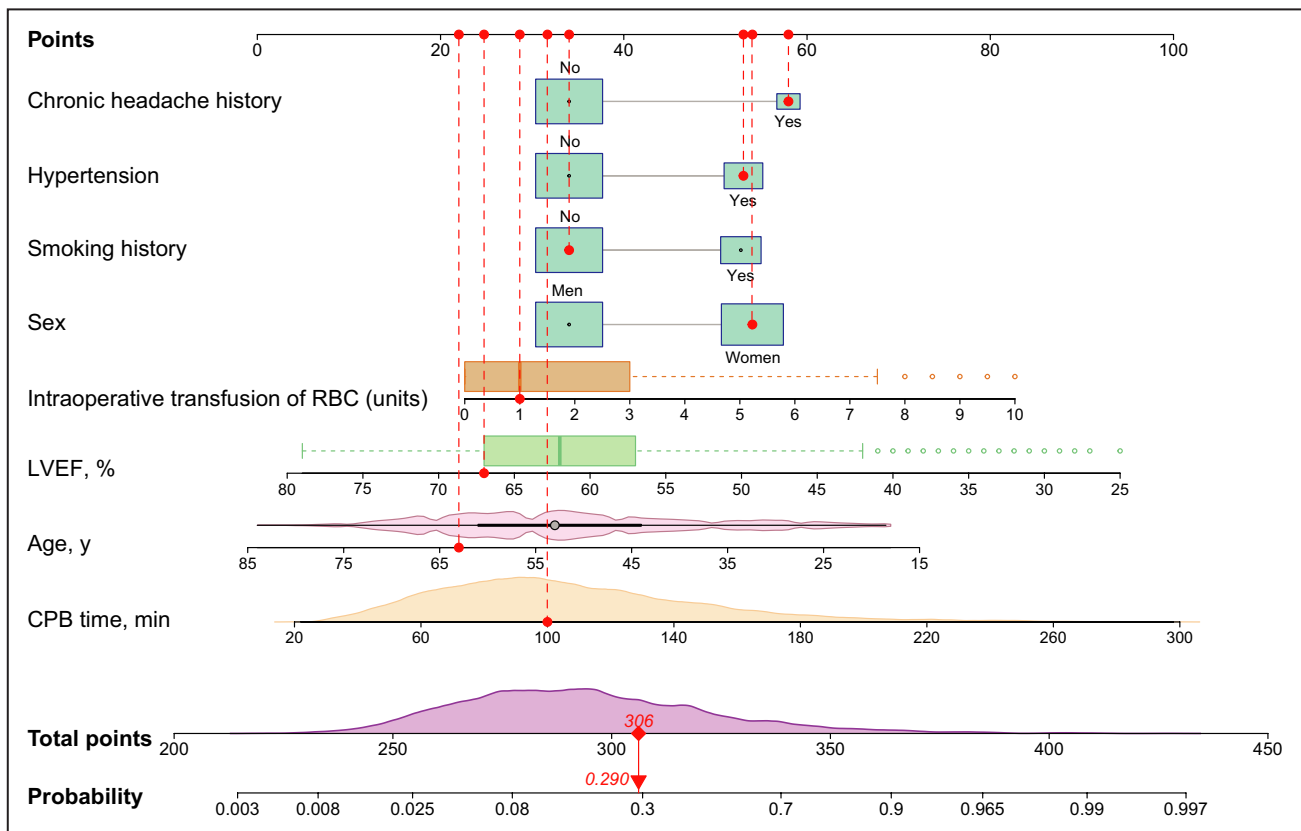 Points
0 20 40 60 80 100
No
Chronic headache history
Yes
No
Hypertension
Yes
No
Smoking history
Yes
Men
Sex
Women
Intraoperative transfusion of RBC (units)
0 1 2 3 4 5 6 7 8 9 10
LVEF, %
80 75 70 65 60 55 50 45 40 35 30 25
Age, y
85 75 65 55 45 35 25 15
CPB time, min
20 60 100 140 180 220 260 300
306
Total points
200 250 300 350 400 450
0.290
Probability
0.003 0.008 0.025 0.08 0.3 0.7 0.9 0.965 0.99 0.997